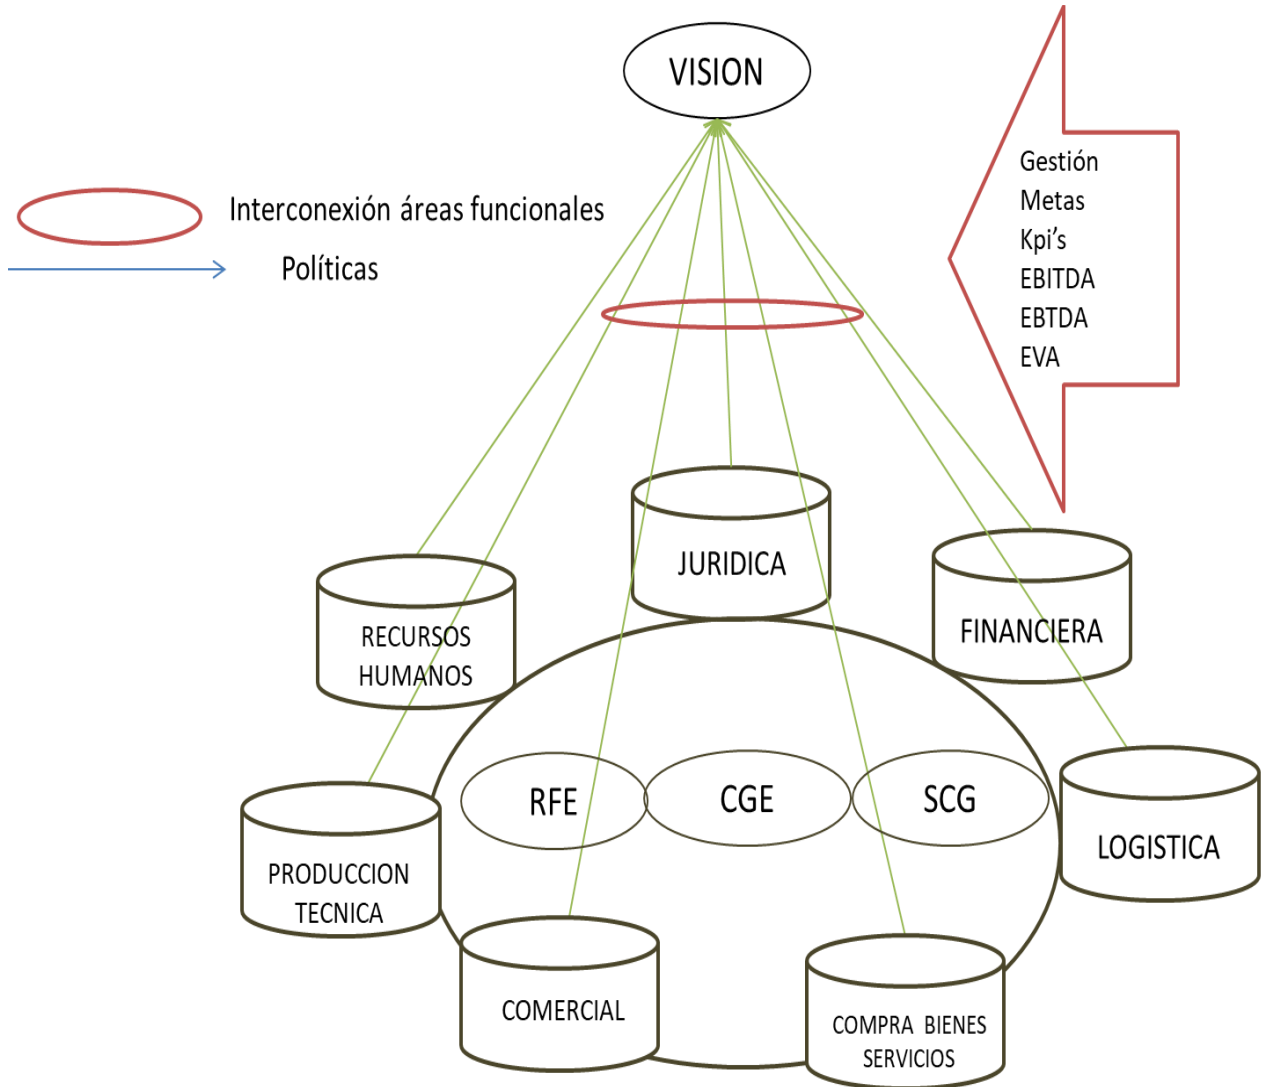 VISION
Gestión
Metas
Kpi's
EBITDA
EBTDA
EVA
Interconexión áreas funcionales
Políticas
JURIDICA
RECURSOS
HUMANOS
FINANCIERA
RFE
CGE
SCG
PRODUCCION
TECNICA
LOGISTICA
COMERCIAL
COMPRA BIENES
SERVICIOS